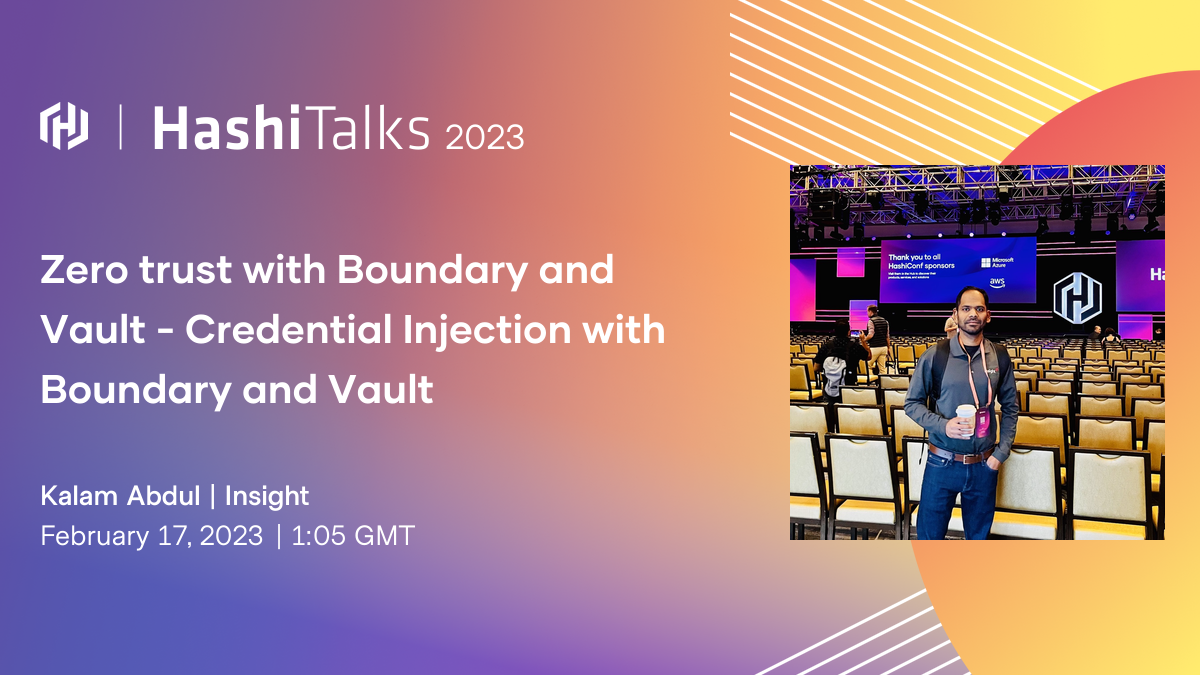 HashiTalks 2023
Zero trust with Boundary and
Vault - Credential Injection with
Boundary and Vault
Kalam Abdul | Insight
February 17, 2023 | 1:05 GMT
Thank you to all
HashiConf sponsors
Microsoft
Azure
aws
Ha